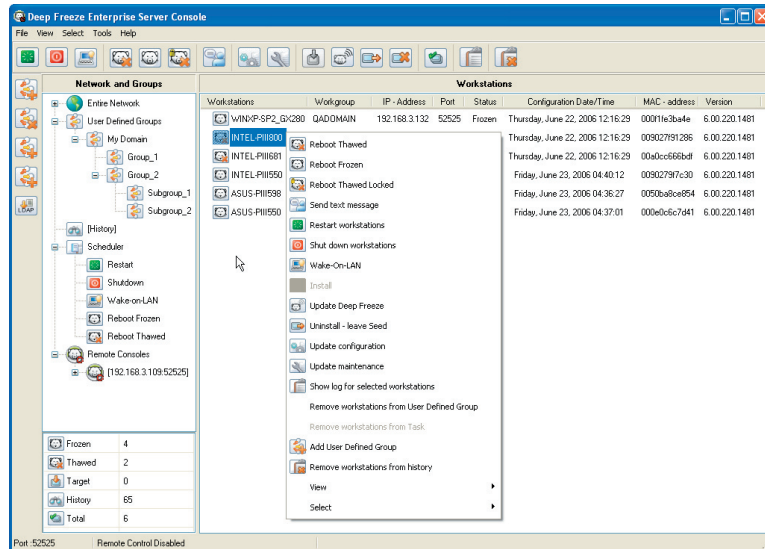 Deep Freeze Enterprise Server Console
File View Select Tools Help
Network and Groups
Entire Network
User Defined Groups
My Domain
Group_1
Group_2
Subgroup_1
Subgroup_2
[History]
Scheduler
Restart
Shutdown
Wake-on-LAN
Reboot Frozen
Reboot Thawed
Remote Consoles
[192.168.3.109:52525]
LDAP
Frozen 4
Thawed 2
Target 0
History 65
Total 6
Workstations
Workstations Workgroup IP - Address Port Status Configuration Date/Time MAC - address Version
WINXP-SP2_GX280 QADOMAIN 192.168.3.132 52525 Frozen Thursday, June 22, 2006 12:16:29 000f1fe3ba4e 6.00.220.1481
INTEL-PIII800 Thursday, June 22, 2006 12:16:29 009027f91286 6.00.220.1481
INTEL-PIII681 Thursday, June 22, 2006 12:16:29 00a0cc666bdf 6.00.220.1481
INTEL-PIII550 Friday, June 23, 2006 04:40:12 0090279f7c30 6.00.220.1481
ASUS-PIII598 Friday, June 23, 2006 04:36:27 0050ba8ce854 6.00.220.1481
ASUS-PIII550 Friday, June 23, 2006 04:37:01 000e0c6c7d41 6.00.220.1481
Reboot Thawed
Reboot Frozen
Reboot Thawed Locked
Send text message
Restart workstations
Shut down workstations
Wake-On-LAN
Install
Update Deep Freeze
Uninstall - leave Seed
Update configuration
Update maintenance
Show log for selected workstations
Remove workstations from User Defined Group
Remove workstations from Task
Add User Defined Group
Remove workstations from history
View
Select
Port :52525 Remote Control Disabled